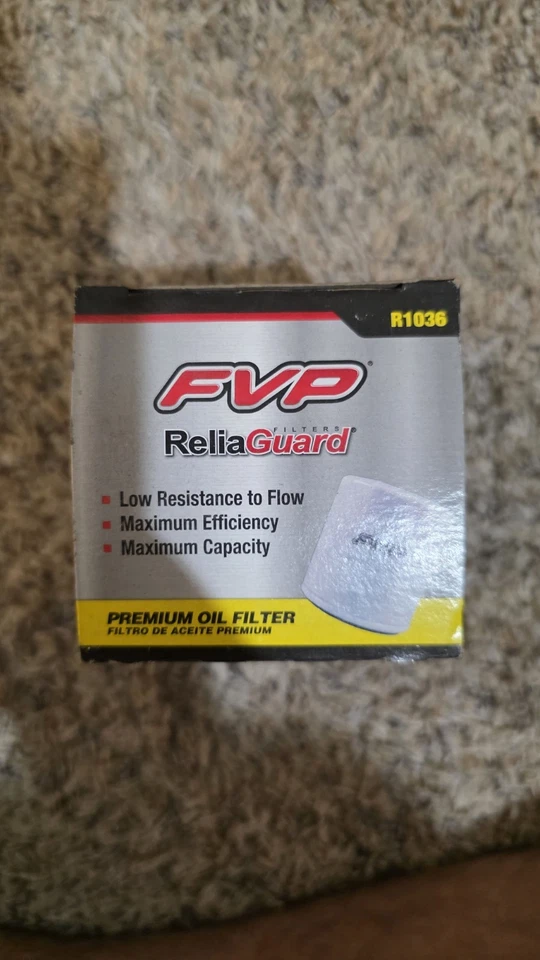 R1036
FVP®
FILTERS
ReliaGuard®
Low Resistance to Flow
Maximum Efficiency
Maximum Capacity
FVP
PREMIUM OIL FILTER
FILTRO DE ACEITE PREMIUM